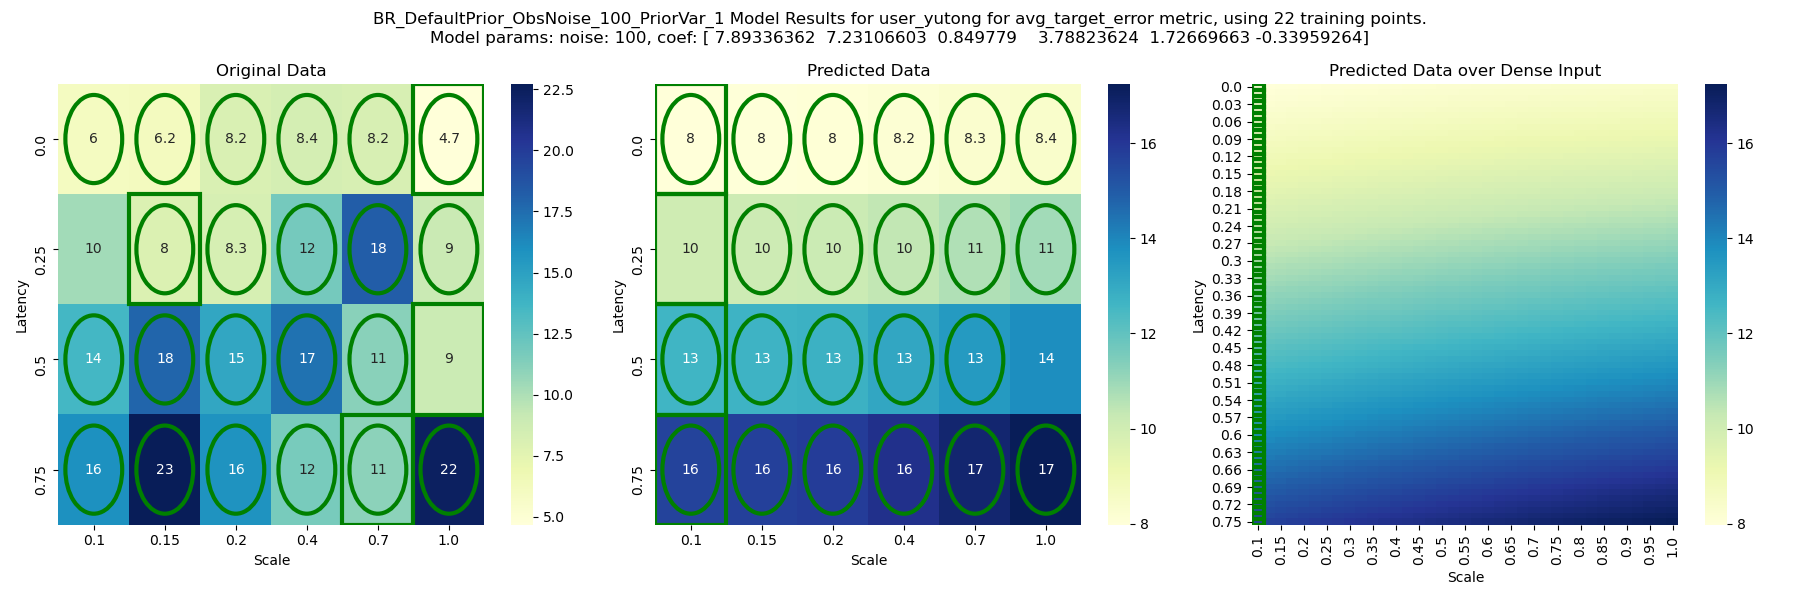 BR_DefaultPrior_ObsNoise_100_PriorVar_1 Model Results for user_yutong for avg_target_error metric, using 22 training points.
Model params: noise: 100, coef: [ 7.89336362  7.23106603  0.849779    3.78823624  1.72669663 -0.33959264]
Original Data
Latency
0.0
6 6.2 8.2 8.4 8.2 4.7
0.25
10 8 8.3 12 18 9
0.5
14 18 15 17 11 9
0.75
16 23 16 12 11 22
0.1 0.15 0.2 0.4 0.7 1.0
Scale
22.5
20.0
17.5
15.0
12.5
10.0
7.5
5.0
Predicted Data
Latency
0.0
8 8 8 8.2 8.3 8.4
0.25
10 10 10 10 11 11
0.5
13 13 13 13 13 14
0.75
16 16 16 16 17 17
0.1 0.15 0.2 0.4 0.7 1.0
Scale
16
14
12
10
8
Predicted Data over Dense Input
Latency
0.0
0.03
0.06
0.09
0.12
0.15
0.18
0.21
0.24
0.27
0.3
0.33
0.36
0.39
0.42
0.45
0.48
0.51
0.54
0.57
0.6
0.63
0.66
0.69
0.72
0.75
0.1 0.15 0.2 0.25 0.3 0.35 0.4 0.45 0.5 0.55 0.6 0.65 0.7 0.75 0.8 0.85 0.9 0.95 1.0
Scale
16
14
12
10
8